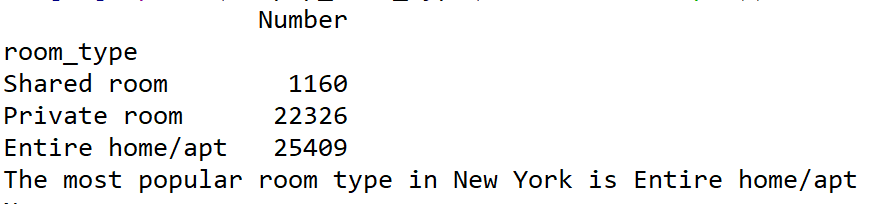 Number
room_type
Shared room 1160
Private room 22326
Entire home/apt 25409
The most popular room type in New York is Entire home/apt